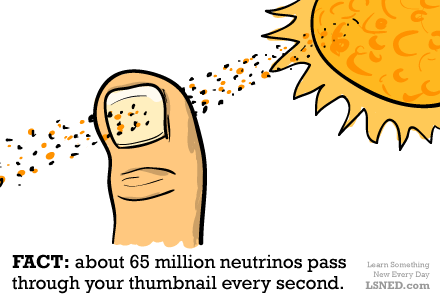 FACT: about 65 million neutrinos pass
through your thumbnail every second.
Learn Something
New Every Day
LSNED.com